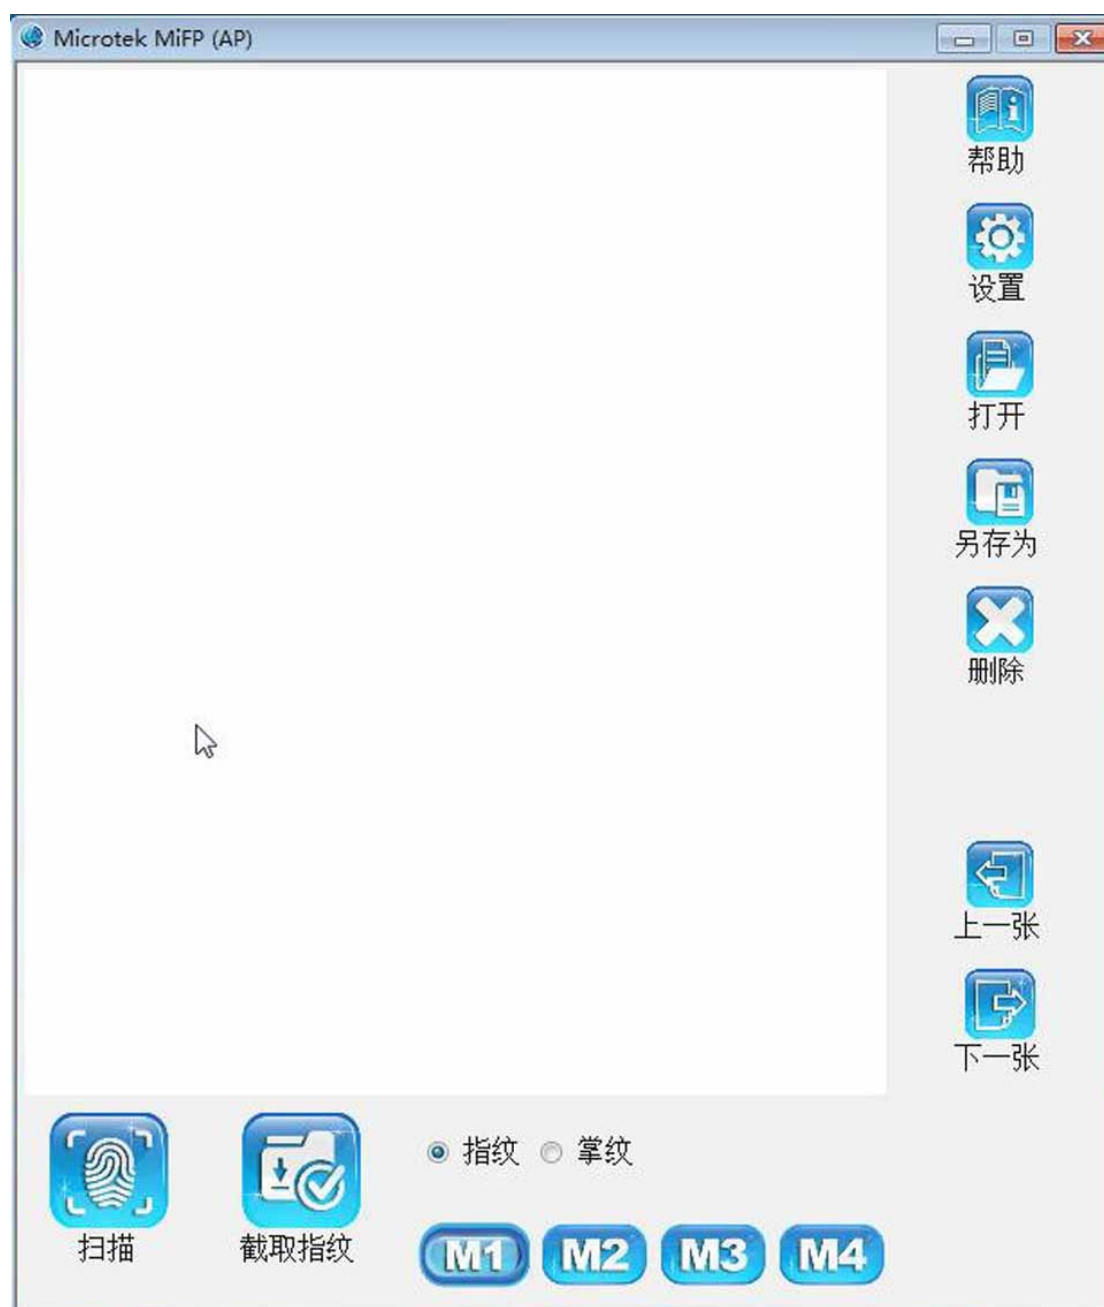 Microtek MiFP (AP)
帮助
设置
打开
另存为
删除
上一张
下一张
指纹 掌纹
扫描 截取指纹
M1 M2 M3 M4